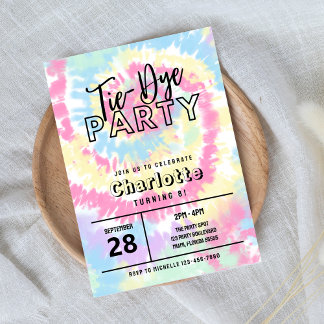 Tie-Dye
PARTY
JOIN US TO CELEBRATE
Charlotte
TURNING 8!
SEPTEMBER
28
2PM - 4PM
THE PARTY SPOT
123 PARTY BOULEVARD
MIAMI, FLORIDA 55555
RSVP TO MICHELLE 123-456-7890